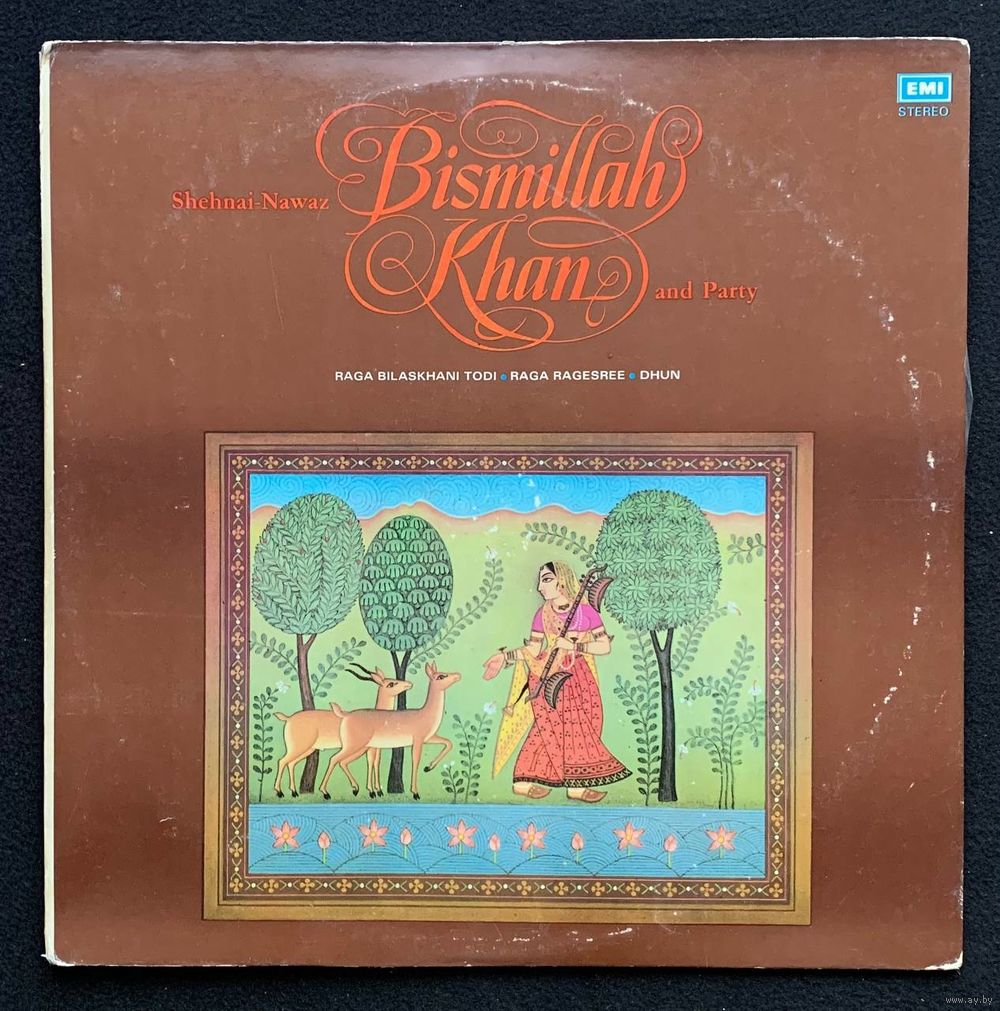 EMI
STEREO
Bismillah
Shehnai-Nawaz
Khan
and Party
RAGA BILASKHANI TODI • RAGA RAGESREE • DHUN
www.ay.by